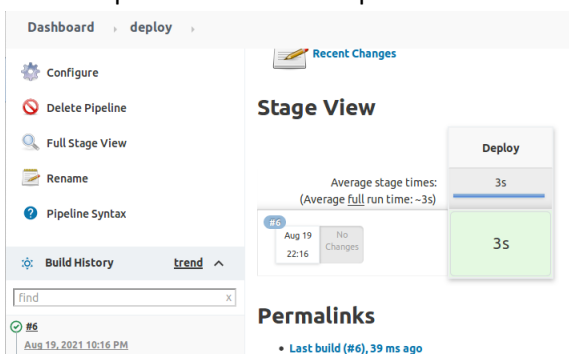 Dashboard
deploy
Configure
Delete Pipeline
Full Stage View
Rename
Pipeline Syntax
Build History trend
find x
#6
Aug 19, 2021 10:16 PM
Recent Changes
Stage View
Deploy
Average stage times:
(Average full run time: ~3s)
3s
#6
Aug 19
22:16
No
Changes
3s
Permalinks
Last build (#6), 39 ms ago